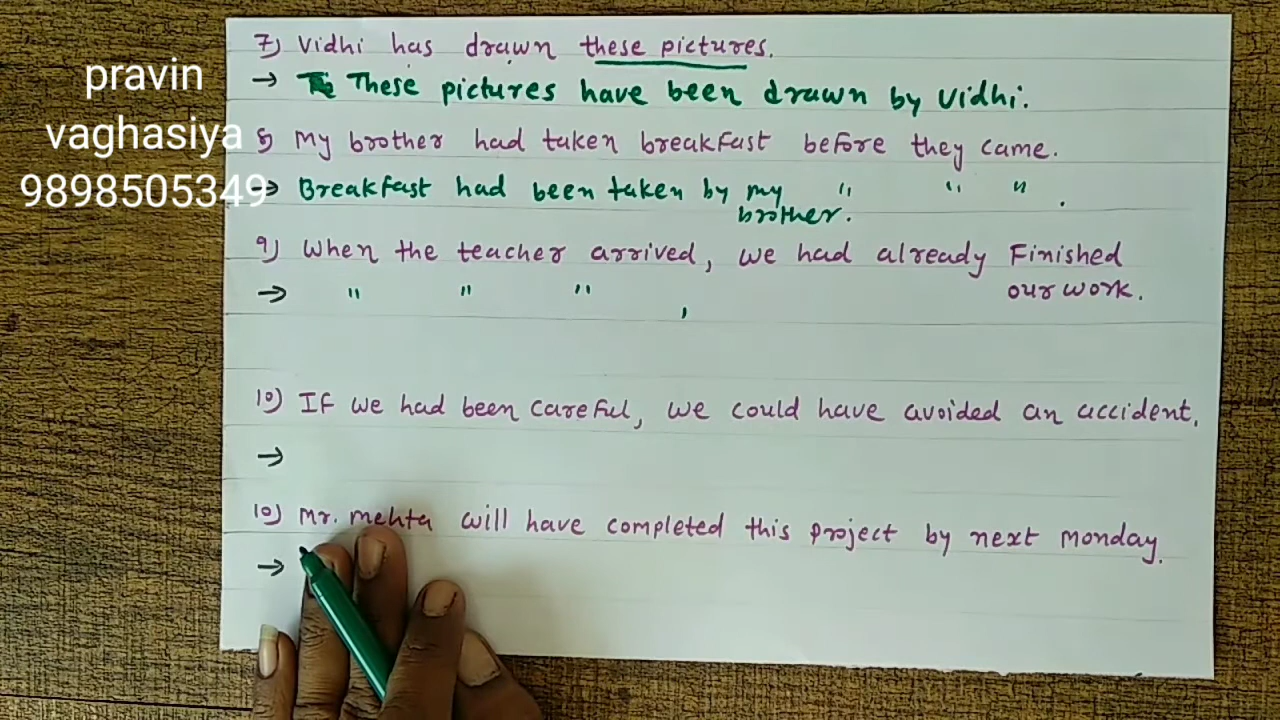 pravin
vaghasiya
9898505349
7) Vidhi has drawn these pictures.
→ These pictures have been drawn by Vidhi.
8) My brother had taken breakfast before they came.
→ Breakfast had been taken by my " " " .
brother.
9) When the teacher arrived, we had already Finished
our work.
→ " " " ,
10) If we had been careful, we could have avoided an accident.
→
10) Mr. Mehta will have completed this project by next Monday.
→